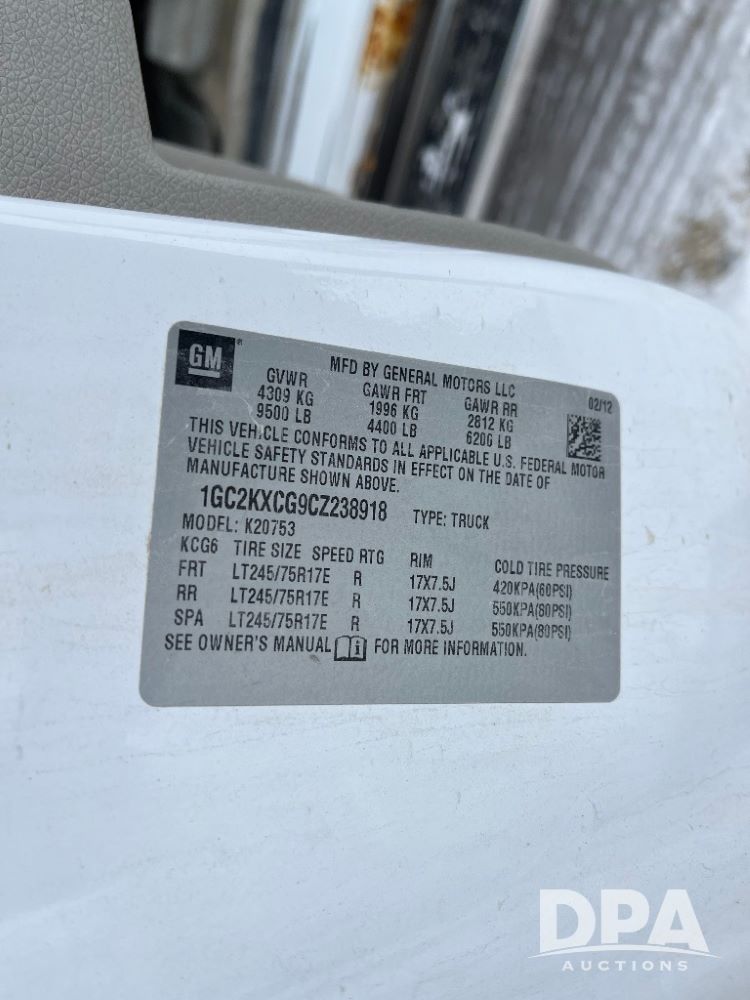 GM
MFD BY GENERAL MOTORS LLC
02/12
GVWR GAWR FRT GAWR RR
4309 KG 1996 KG 2812 KG
9500 LB 4400 LB 6200 LB
THIS VEHICLE CONFORMS TO ALL APPLICABLE U.S. FEDERAL MOTOR
VEHICLE SAFETY STANDARDS IN EFFECT ON THE DATE OF
MANUFACTURE SHOWN ABOVE.
1GC2KXCG9CZ238918 TYPE: TRUCK
MODEL: K20753
KCG6 TIRE SIZE SPEED RTG RIM COLD TIRE PRESSURE
FRT LT245/75R17E R 17X7.5J 420KPA(60PSI)
RR LT245/75R17E R 17X7.5J 550KPA(80PSI)
SPA LT245/75R17E R 17X7.5J 550KPA(80PSI)
SEE OWNER'S MANUAL FOR MORE INFORMATION.
DPA
AUCTIONS